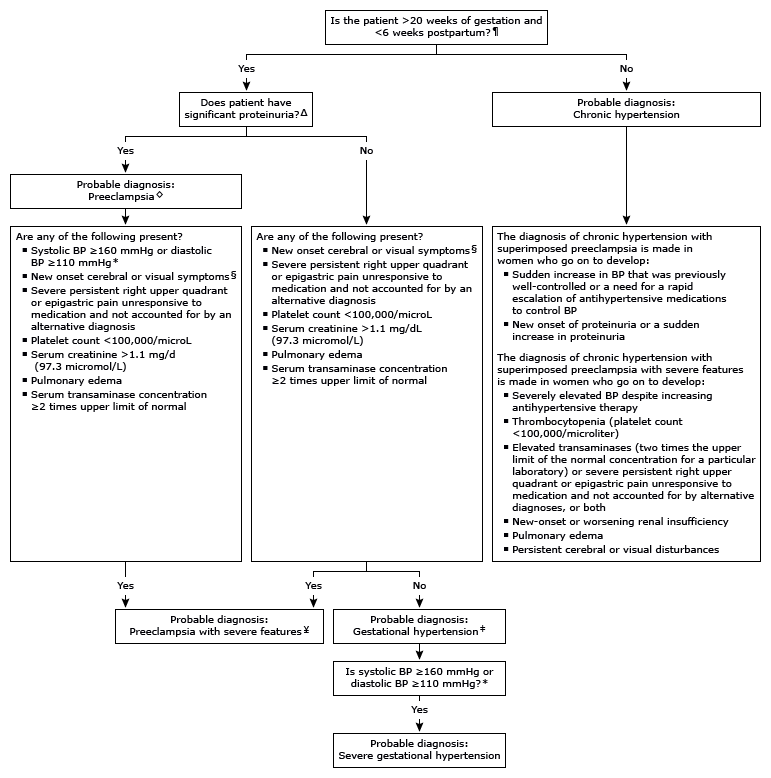 Is the patient >20 weeks of gestation and
<6 weeks postpartum?¶
Yes
No
Does patient have
significant proteinuria?Δ
Probable diagnosis:
Chronic hypertension
Yes
No
Probable diagnosis:
Preeclampsia◇
Are any of the following present?
▪ Systolic BP ≥160 mmHg or diastolic
BP ≥110 mmHg*
▪ New onset cerebral or visual symptoms§
▪ Severe persistent right upper quadrant
or epigastric pain unresponsive to
medication and not accounted for by an
alternative diagnosis
▪ Platelet count <100,000/microL
▪ Serum creatinine >1.1 mg/d
(97.3 micromol/L)
▪ Pulmonary edema
▪ Serum transaminase concentration
≥2 times upper limit of normal
Are any of the following present?
▪ New onset cerebral or visual symptoms§
▪ Severe persistent right upper quadrant
or epigastric pain unresponsive to
medication and not accounted for by an
alternative diagnosis
▪ Platelet count <100,000/microL
▪ Serum creatinine >1.1 mg/dL
(97.3 micromol/L)
▪ Pulmonary edema
▪ Serum transaminase concentration
≥2 times upper limit of normal
The diagnosis of chronic hypertension with
superimposed preeclampsia is made in
women who go on to develop:
▪ Sudden increase in BP that was previously
well-controlled or a need for a rapid
escalation of antihypertensive medications
to control BP
▪ New onset of proteinuria or a sudden
increase in proteinuria
The diagnosis of chronic hypertension with
superimposed preeclampsia with severe features
is made in women who go on to develop:
▪ Severely elevated BP despite increasing
antihypertensive therapy
▪ Thrombocytopenia (platelet count
<100,000/microliter)
▪ Elevated transaminases (two times the upper
limit of the normal concentration for a particular
laboratory) or severe persistent right upper
quadrant or epigastric pain unresponsive to
medication and not accounted for by alternative
diagnoses, or both
▪ New-onset or worsening renal insufficiency
▪ Pulmonary edema
▪ Persistent cerebral or visual disturbances
Yes
Yes
No
Probable diagnosis:
Preeclampsia with severe features¥
Probable diagnosis:
Gestational hypertension‡
Is systolic BP ≥160 mmHg or
diastolic BP ≥110 mmHg?*
Yes
Probable diagnosis:
Severe gestational hypertension